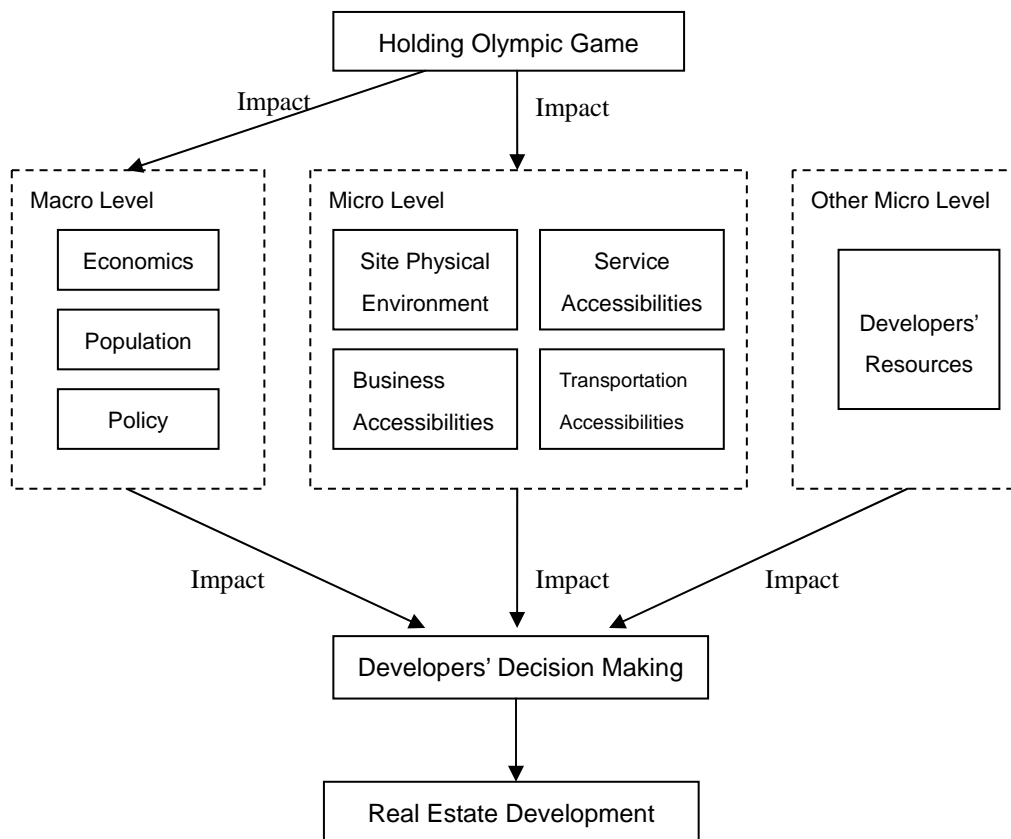 Holding Olympic Game
Impact
Impact
Macro Level
Economics
Population
Policy
Micro Level
Site Physical
Environment
Service
Accessibilities
Business
Accessibilities
Transportation
Accessibilities
Other Micro Level
Developers’
Resources
Impact
Impact
Impact
Developers’ Decision Making
Real Estate Development